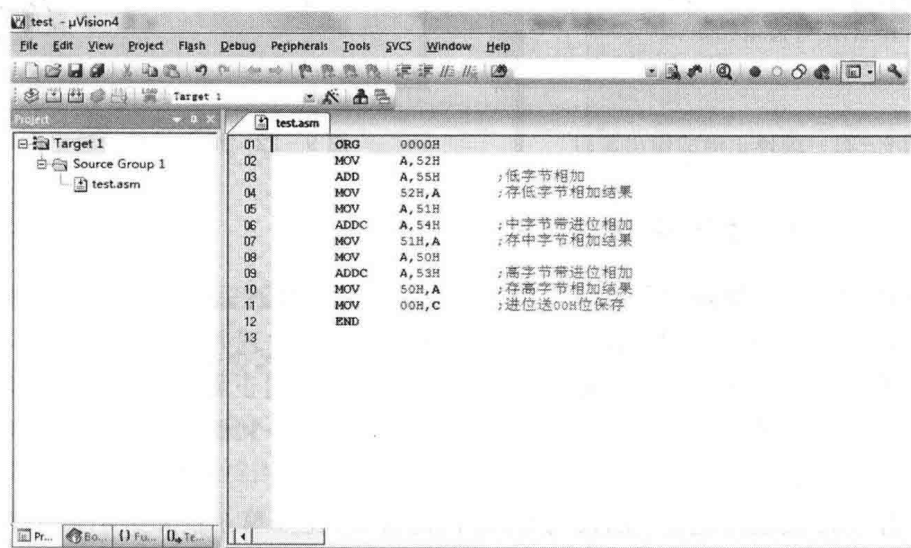 test - µVision4
File Edit View Project Flash Debug Peripherals Tools SVCS Window Help
Target 1
Project
test.asm
Target 1
Source Group 1
test.asm
01 ORG 0000H
02 MOV A,52H
03 ADD A,55H ;低字节相加
04 MOV 52H,A ;存低字节相加结果
05 MOV A,51H
06 ADDC A,54H ;中字节带进位相加
07 MOV 51H,A ;存中字节相加结果
08 MOV A,50H
09 ADDC A,53H ;高字节带进位相加
10 MOV 50H,A ;存高字节相加结果
11 MOV 00H,C ;进位送00H位保存
12 END
13
Pr... Bo... {} Fu... 0₊ Te...